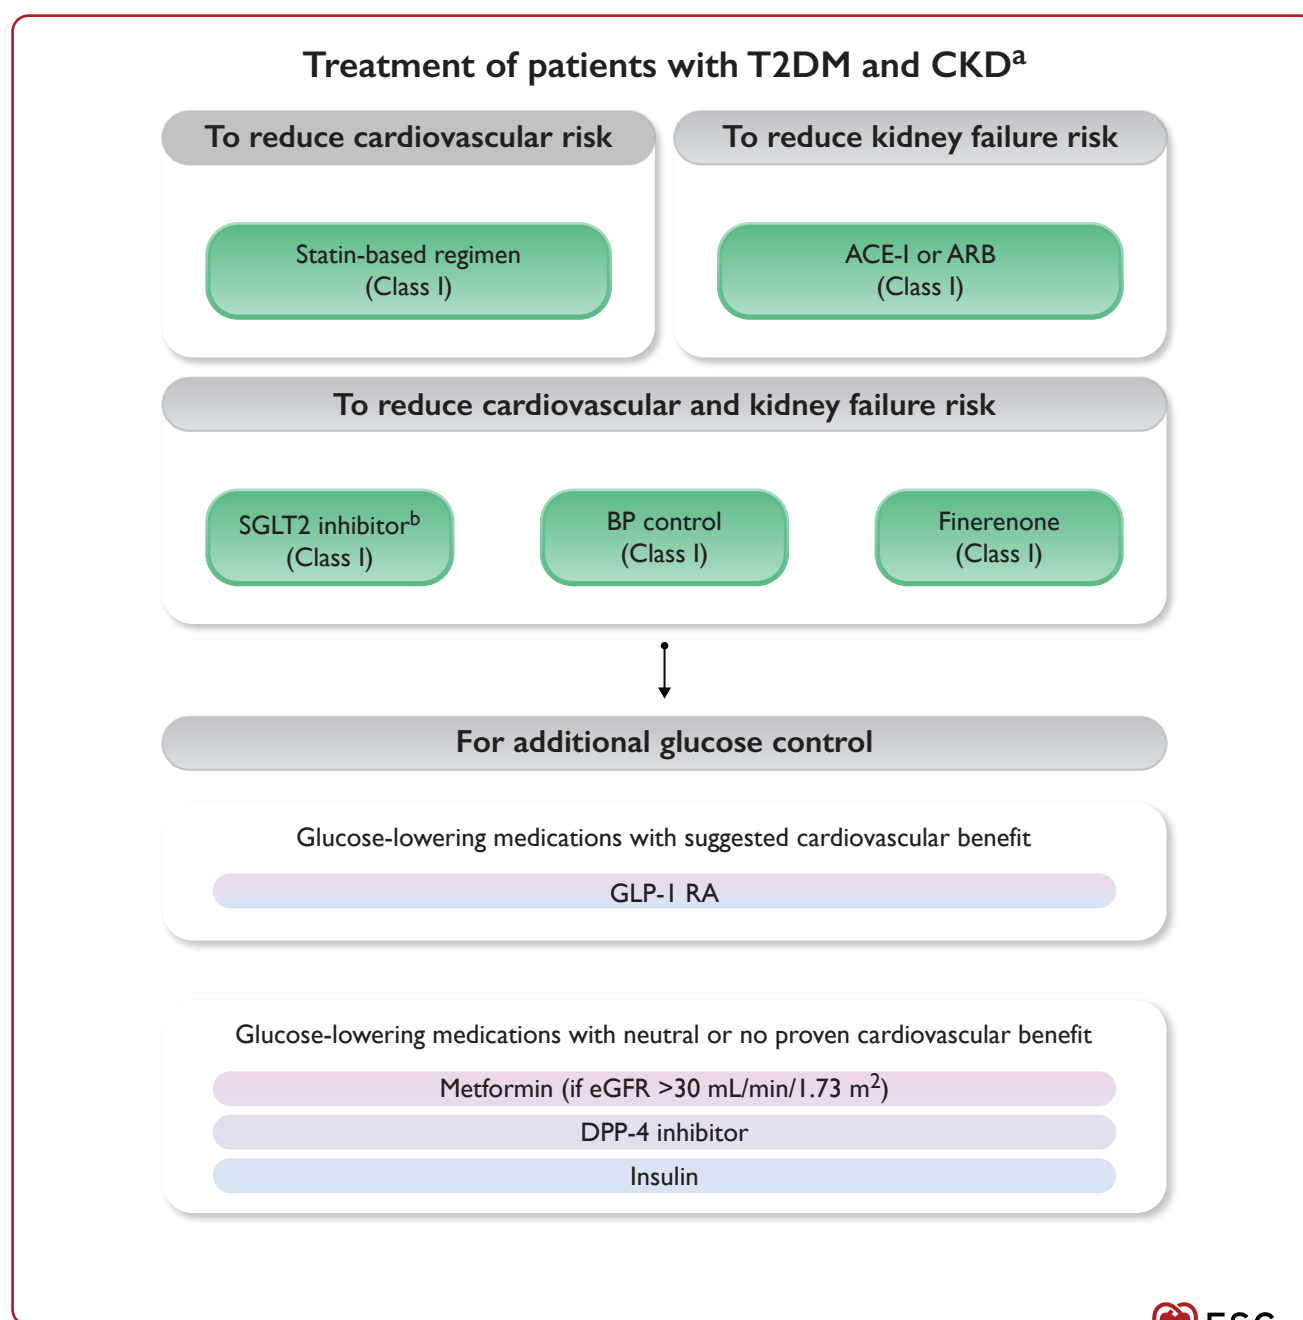 Treatment of patients with T2DM and CKDᵃ
To reduce cardiovascular risk
To reduce kidney failure risk
Statin-based regimen
(Class I)
ACE-I or ARB
(Class I)
To reduce cardiovascular and kidney failure risk
SGLT2 inhibitorᵇ
(Class I)
BP control
(Class I)
Finerenone
(Class I)
For additional glucose control
Glucose-lowering medications with suggested cardiovascular benefit
GLP-1 RA
Glucose-lowering medications with neutral or no proven cardiovascular benefit
Metformin (if eGFR >30 mL/min/1.73 m²)
DPP-4 inhibitor
Insulin
ESC